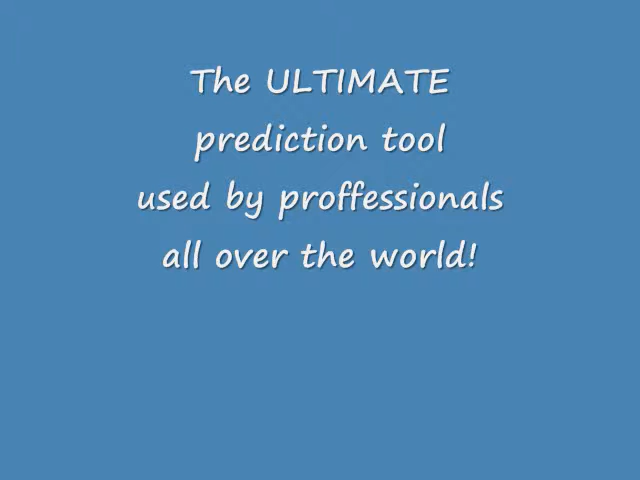 The ULTIMATE
prediction tool
used by proffessionals
all over the world!